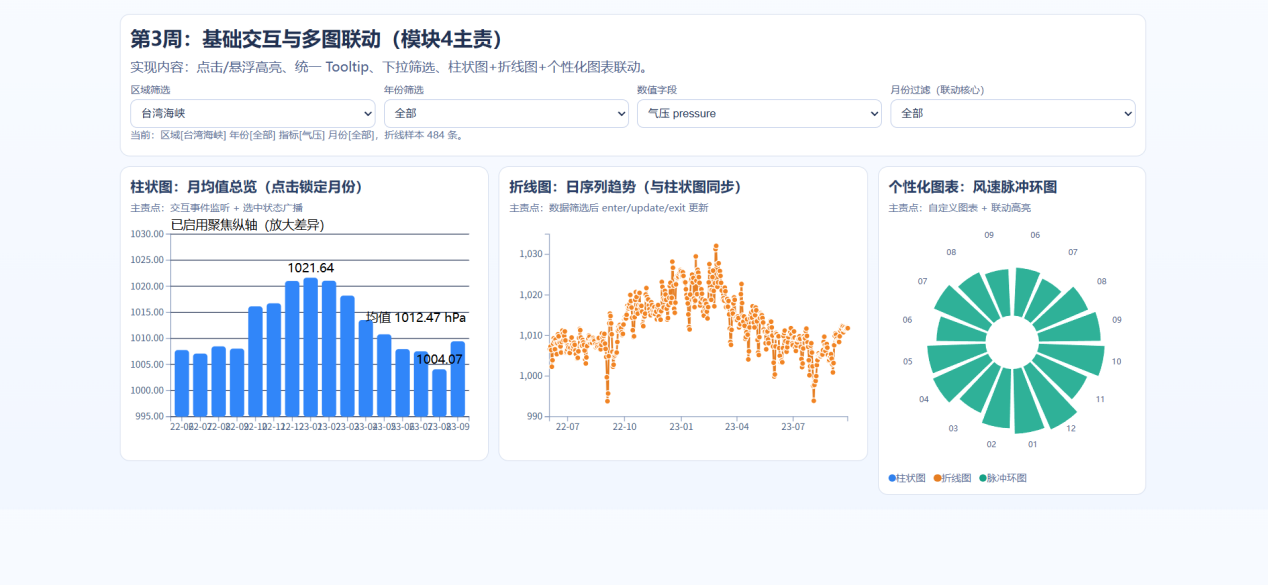 第3周：基础交互与多图联动（模块4主责）
实现内容：点击/悬浮高亮、统一 Tooltip、下拉筛选、柱状图+折线图+个性化图表联动。
区域筛选 年份筛选 数值字段 月份过滤（联动核心）
台湾海峡 全部 气压 pressure 全部
当前：区域[台湾海峡] 年份[全部] 指标[气压] 月份[全部]，折线样本 484 条。
柱状图：月均值总览（点击锁定月份）
主责点：交互事件监听 + 选中状态广播
已启用聚焦纵轴（放大差异）
1030.00
1025.00
1021.64
1020.00
1015.00
均值 1012.47 hPa
1010.00
1004.07
1005.00
1000.00
995.00
折线图：日序列趋势（与柱状图同步）
主责点：数据筛选后 enter/update/exit 更新
1,030
1,020
1,010
1,000
990
22-07 22-10 23-01 23-04 23-07
个性化图表：风速脉冲环图
主责点：自定义图表 + 联动高亮
09 06
08 07
07 08
06 09
05 10
04 11
03 12
02 01
柱状图 折线图 脉冲环图